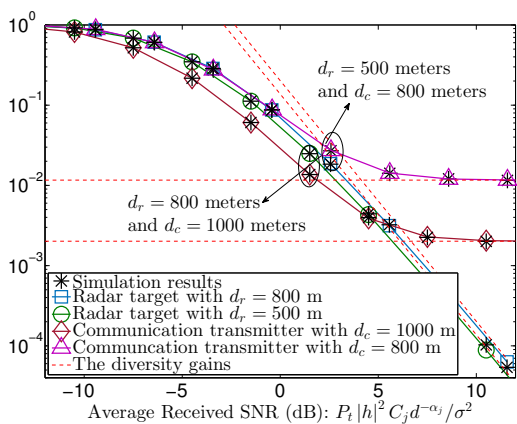 10^0
10^{-1}
10^{-2}
10^{-3}
10^{-4}
d_r = 500 meters
and d_c = 800 meters
d_r = 800 meters
and d_c = 1000 meters
Simulation results
Radar target with d_r = 800 m
Radar target with d_r = 500 m
Communication transmitter with d_c = 1000 m
Communcation transmitter with d_c = 800 m
The diversity gains
−10 −5 0 5 10
Average Received SNR (dB): P_t |h|^2 C_j d^{-α_j}/σ^2